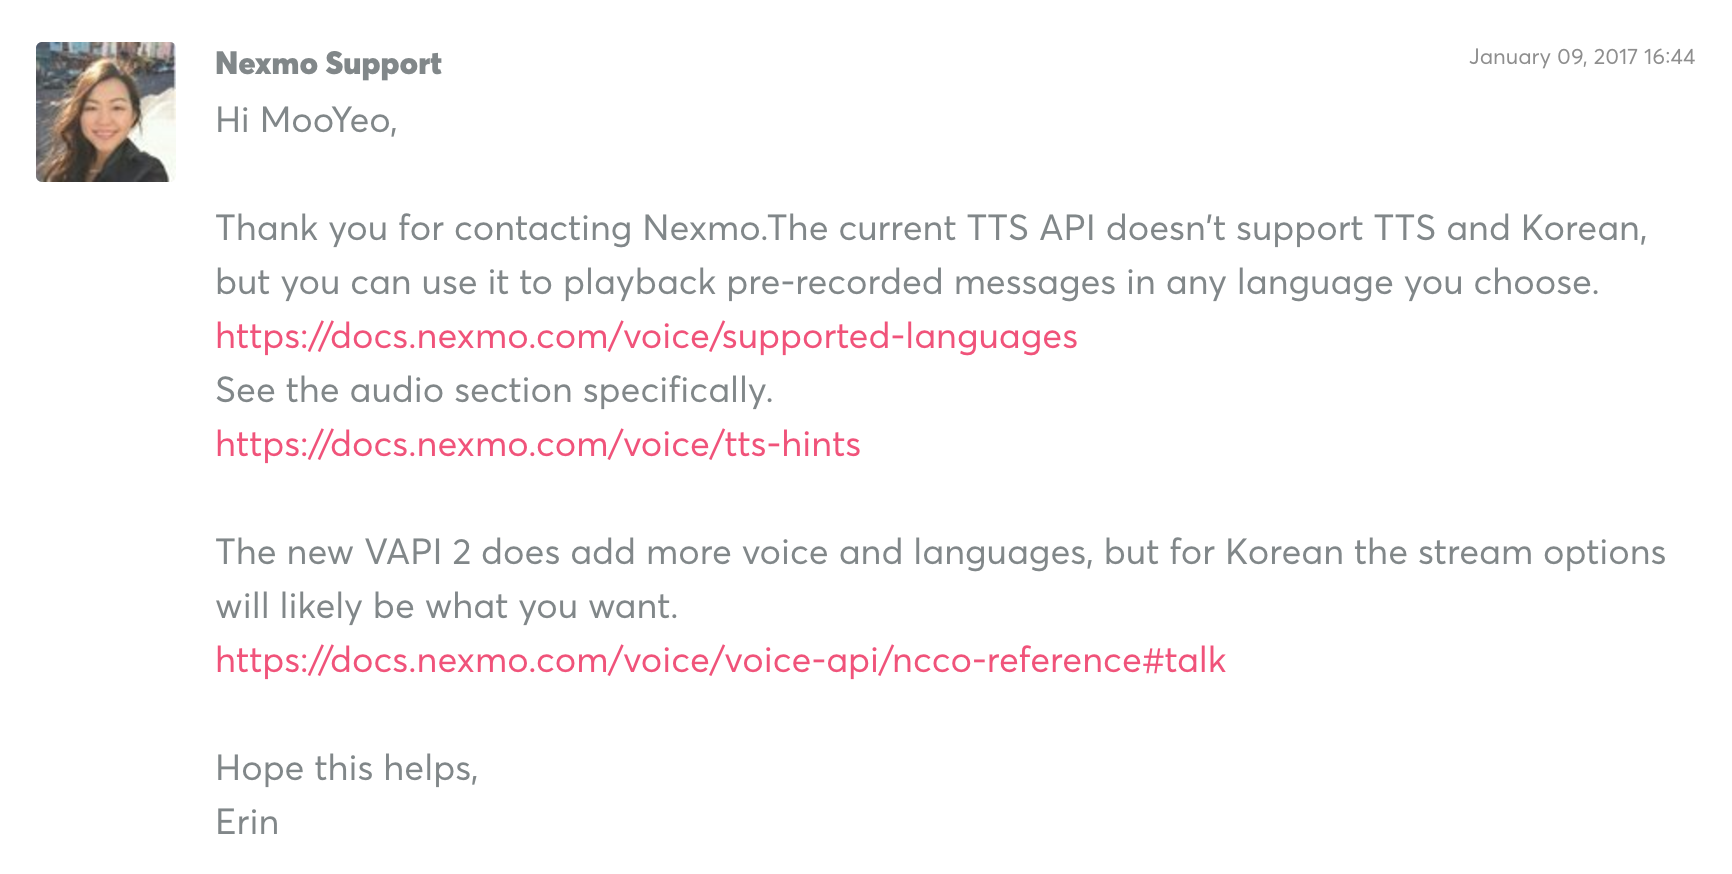 Nexmo Support
January 09, 2017 16:44
Hi MooYeo,
Thank you for contacting Nexmo.The current TTS API doesn't support TTS and Korean,
but you can use it to playback pre-recorded messages in any language you choose.
https://docs.nexmo.com/voice/supported-languages
See the audio section specifically.
https://docs.nexmo.com/voice/tts-hints
The new VAPI 2 does add more voice and languages, but for Korean the stream options
will likely be what you want.
https://docs.nexmo.com/voice/voice-api/ncco-reference#talk
Hope this helps,
Erin